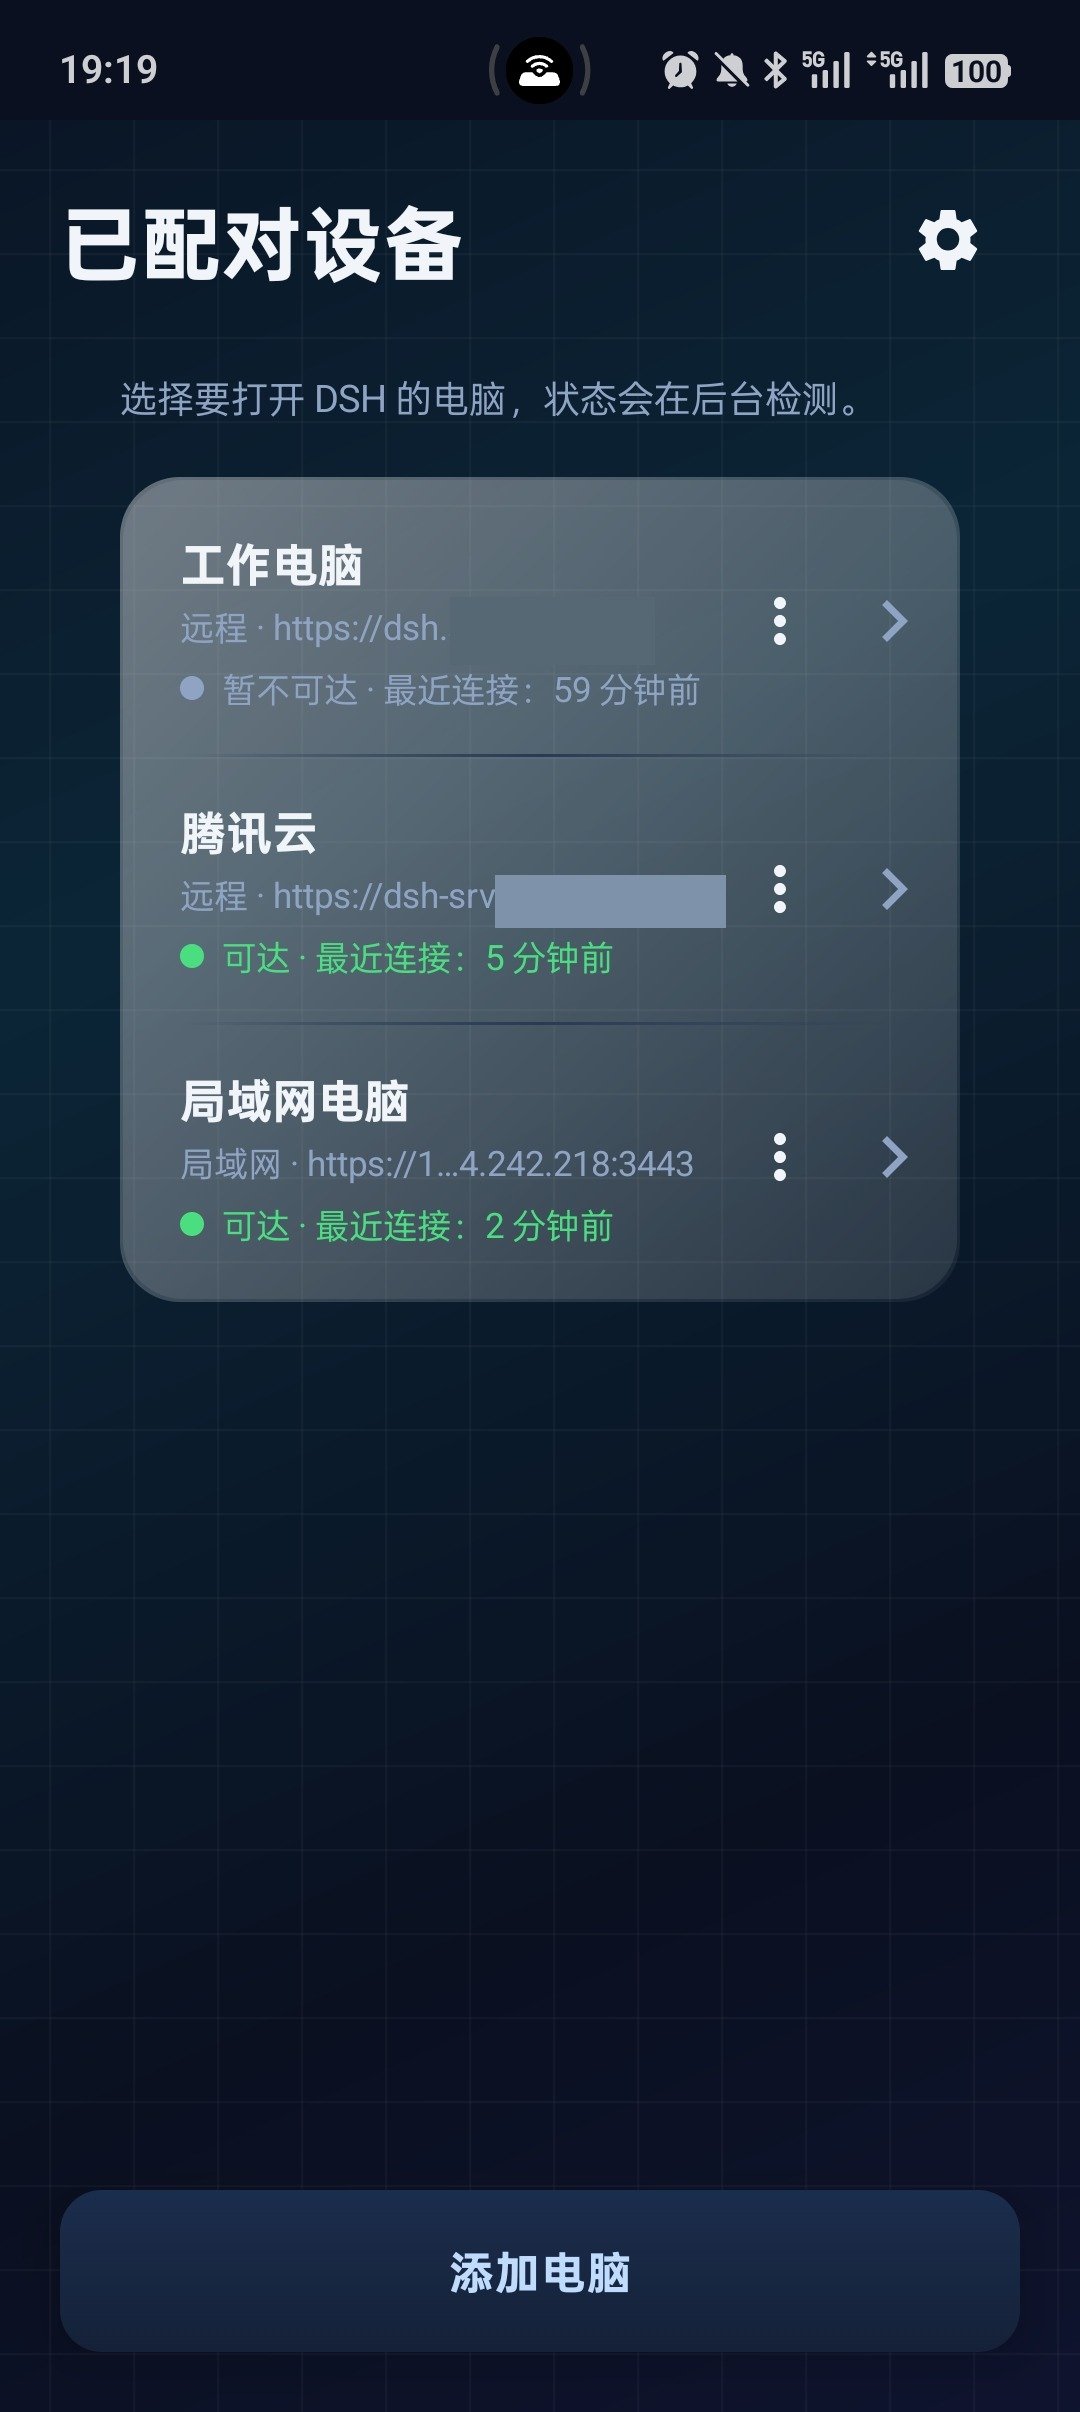 19:19
5G
5G
100
已配对设备
选择要打开 DSH 的电脑，状态会在后台检测。
工作电脑
远程 · https://dsh.
暂不可达 · 最近连接：59 分钟前
腾讯云
远程 · https://dsh-srv
可达 · 最近连接：5 分钟前
局域网电脑
局域网 · https://1...4.242.218:3443
可达 · 最近连接：2 分钟前
添加电脑